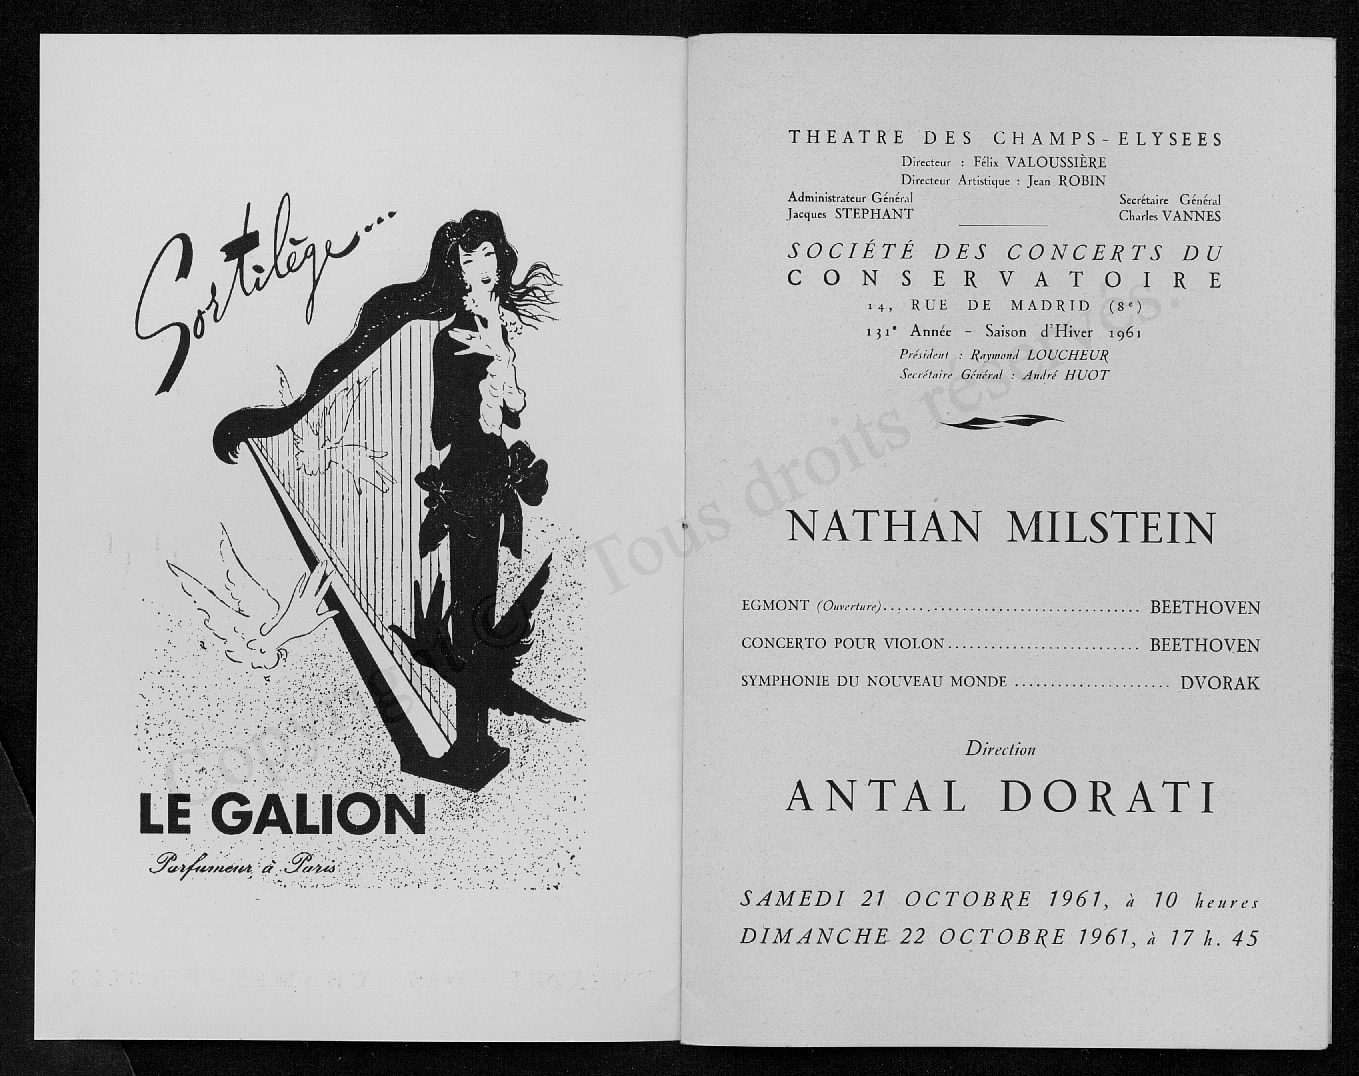 Sortilège...
LE GALION
Parfumeur à Paris
THEATRE DES CHAMPS-ELYSEES
Directeur : Félix VALOUSSIÈRE
Directeur Artistique : Jean ROBIN
Administrateur Général
Jacques STEPHANT
Secrétaire Général
Charles VANNES
SOCIÉTÉ DES CONCERTS DU
CONSERVATOIRE
14, RUE DE MADRID (8e)
131e Année - Saison d'Hiver 1961
Président : Raymond LOUCHEUR
Secrétaire Général : André HUOT
NATHAN MILSTEIN
EGMONT (Ouverture)................................... BEETHOVEN
CONCERTO POUR VIOLON.......................... BEETHOVEN
SYMPHONIE DU NOUVEAU MONDE ..................... DVORAK
Direction
ANTAL DORATI
SAMEDI 21 OCTOBRE 1961, à 10 heures
DIMANCHE 22 OCTOBRE 1961, à 17 h. 45
Copyright © - Tous droits réservés.